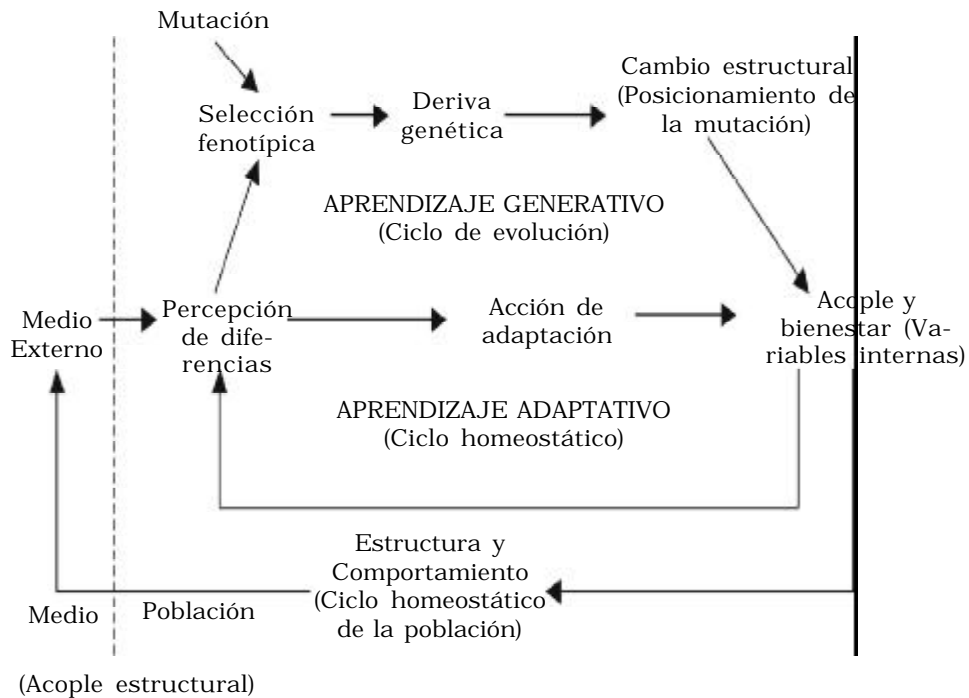 Mutación
Selección
fenotípica
Deriva
genética
Cambio estructural
(Posicionamiento de
la mutación)
APRENDIZAJE GENERATIVO
(Ciclo de evolución)
Medio
Externo
Percepción
de dife-
rencias
Acción de
adaptación
Acople y
bienestar (Va-
riables internas)
APRENDIZAJE ADAPTATIVO
(Ciclo homeostático)
Estructura y
Comportamiento
(Ciclo homeostático
de la población)
Medio
Población
(Acople estructural)